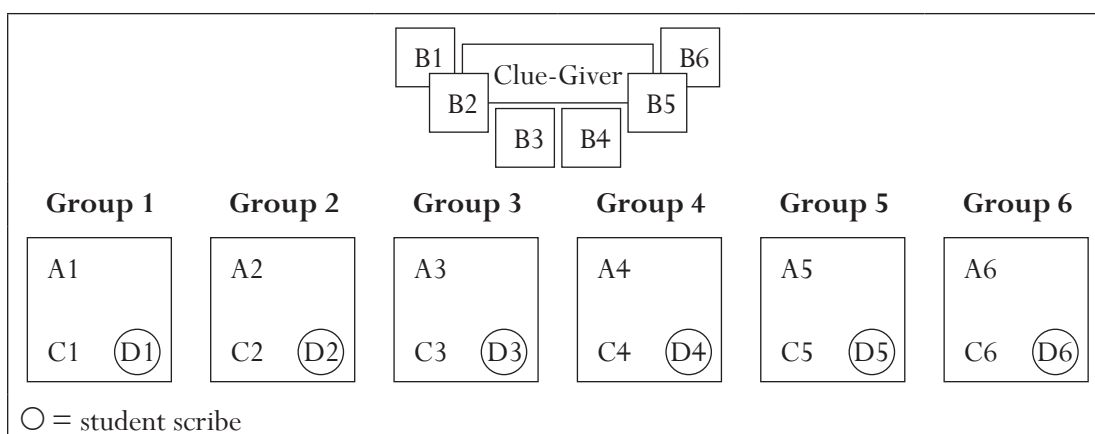 B1 Clue-Giver B6
B2 B5
B3 B4
Group 1 Group 2 Group 3 Group 4 Group 5 Group 6
A1 A2 A3 A4 A5 A6
C1 D1 C2 D2 C3 D3 C4 D4 C5 D5 C6 D6
= student scribe